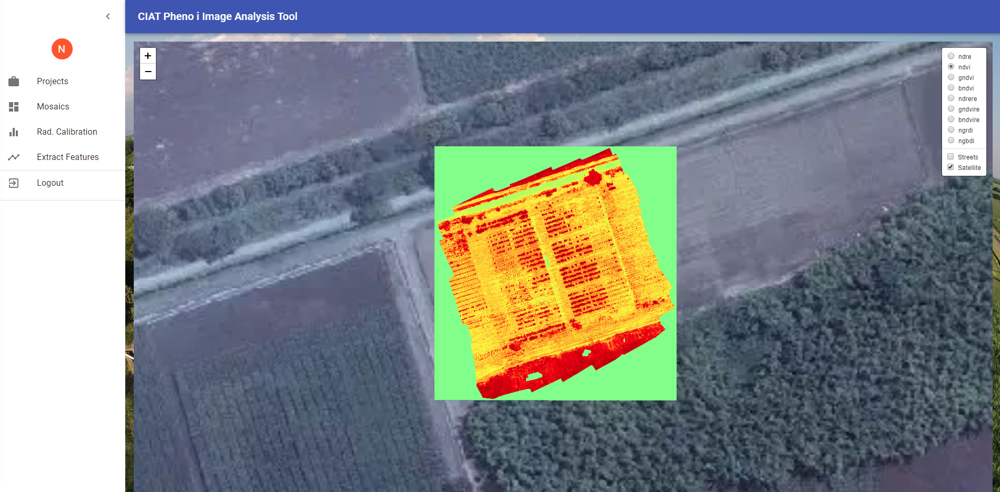 CIAT Pheno i Image Analysis Tool
N
Projects
Mosaics
Rad. Calibration
Extract Features
Logout
+
−
ndre
ndvi
gndvi
bndvi
ndrere
gndvire
bndvire
ngrdi
ngbdi
Streets
Satellite